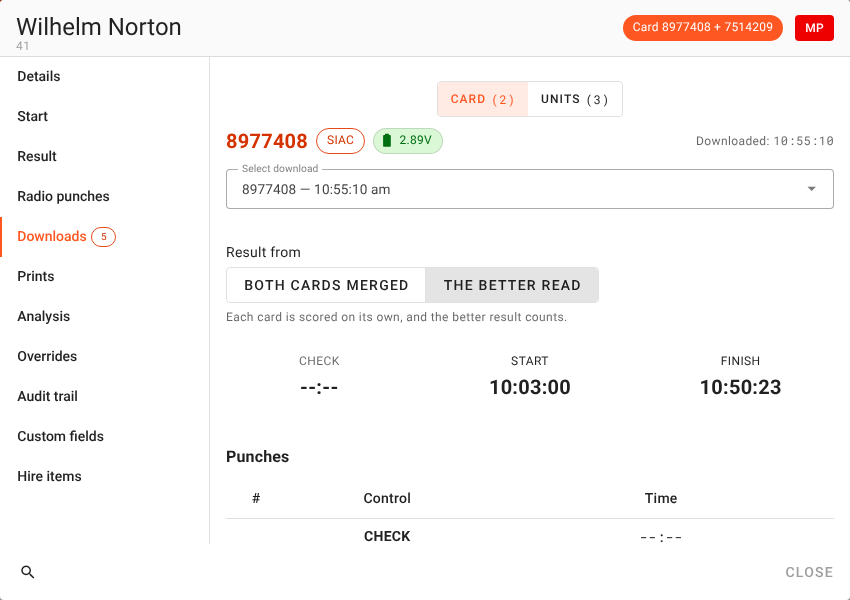 Wilhelm Norton
41
Card 8977408 + 7514209
MP
Details
Start
Result
Radio punches
Downloads 5
Prints
Analysis
Overrides
Audit trail
Custom fields
Hire items
CARD (2)
UNITS (3)
8977408
SIAC
2.89V
Downloaded: 10:55:10
Select download
8977408 — 10:55:10 am
Result from
BOTH CARDS MERGED
THE BETTER READ
Each card is scored on its own, and the better result counts.
CHECK
--:--
START
10:03:00
FINISH
10:50:23
Punches
# Control Time
CHECK --:--
CLOSE